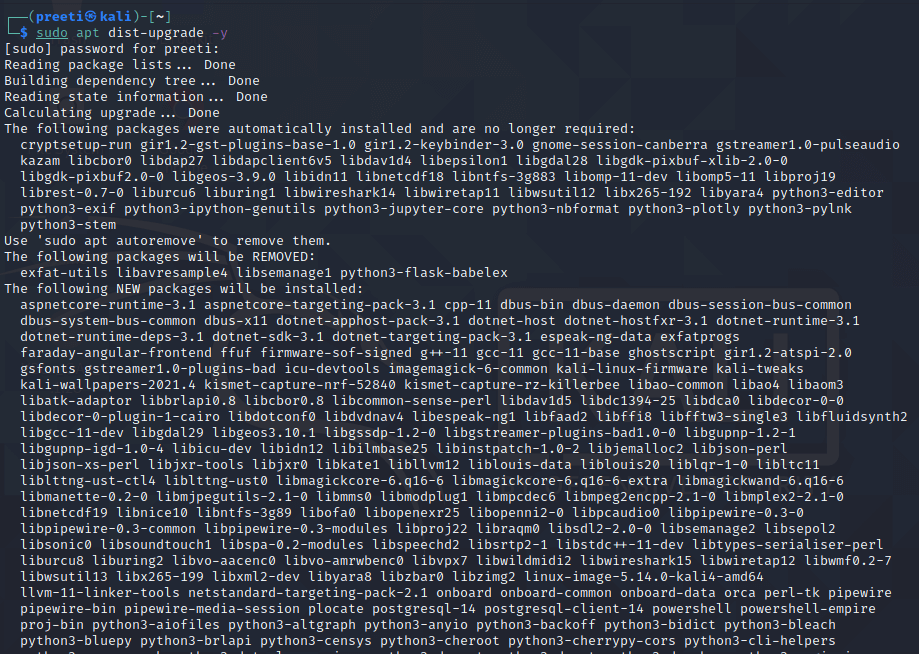 ┌──(preeti㉿kali)-[~]
└─$ sudo apt dist-upgrade -y
[sudo] password for preeti:
Reading package lists... Done
Building dependency tree... Done
Reading state information... Done
Calculating upgrade... Done
The following packages were automatically installed and are no longer required:
cryptsetup-run gir1.2-gst-plugins-base-1.0 gir1.2-keybinder-3.0 gnome-session-canberra gstreamer1.0-pulseaudio
kazam libcbor0 libdap27 libdapclient6v5 libdav1d4 libepsilon1 libgdal28 libgdk-pixbuf-xlib-2.0-0
libgdk-pixbuf2.0-0 libgeos-3.9.0 libidn11 libnetcdf18 libntfs-3g883 libomp-11-dev libomp5-11 libproj19
librest-0.7-0 liburcu6 liburing1 libwireshark14 libwiretap11 libwsutil12 libx265-192 libyara4 python3-editor
python3-exif python3-ipython-genutils python3-jupyter-core python3-nbformat python3-plotly python3-pylnk
python3-stem
Use 'sudo apt autoremove' to remove them.
The following packages will be REMOVED:
exfat-utils libavresample4 libsemanage1 python3-flask-babelex
The following NEW packages will be installed:
aspnetcore-runtime-3.1 aspnetcore-targeting-pack-3.1 cpp-11 dbus-bin dbus-daemon dbus-session-bus-common
dbus-system-bus-common dbus-x11 dotnet-apphost-pack-3.1 dotnet-host dotnet-hostfxr-3.1 dotnet-runtime-3.1
dotnet-runtime-deps-3.1 dotnet-sdk-3.1 dotnet-targeting-pack-3.1 espeak-ng-data exfatprogs
faraday-angular-frontend ffuf firmware-sof-signed g++-11 gcc-11 gcc-11-base ghostscript gir1.2-atspi-2.0
gsfonts gstreamer1.0-plugins-bad icu-devtools imagemagick-6-common kali-linux-firmware kali-tweaks
kali-wallpapers-2021.4 kismet-capture-nrf-52840 kismet-capture-rz-killerbee libao-common libao4 libaom3
libatk-adaptor libbrlapi0.8 libcbor0.8 libcommon-sense-perl libdav1d5 libdc1394-25 libdca0 libdecor-0-0
libdecor-0-plugin-1-cairo libdotconf0 libdvdnav4 libespeak-ng1 libfaad2 libffi8 libfftw3-single3 libfluidsynth2
libgcc-11-dev libgdal29 libgeos3.10.1 libgssdp-1.2-0 libgstreamer-plugins-bad1.0-0 libgupnp-1.2-1
libgupnp-igd-1.0-4 libicu-dev libidn12 libilmbase25 libinstpatch-1.0-2 libjemalloc2 libjson-perl
libjson-xs-perl libjxr-tools libjxr0 libkate1 libllvm12 liblouis-data liblouis20 liblqr-1-0 libltc11
liblttng-ust-ctl4 liblttng-ust0 libmagickcore-6.q16-6 libmagickcore-6.q16-6-extra libmagickwand-6.q16-6
libmanette-0.2-0 libmjpegutils-2.1-0 libmms0 libmodplug1 libmpcdec6 libmpeg2encpp-2.1-0 libmplex2-2.1-0
libnetcdf19 libnice10 libntfs-3g89 libofa0 libopenexr25 libopenni2-0 libpcaudio0 libpipewire-0.3-0
libpipewire-0.3-common libpipewire-0.3-modules libproj22 libraqm0 libsdl2-2.0-0 libsemanage2 libsepol2
libsonic0 libsoundtouch1 libspa-0.2-modules libspeechd2 libsrtp2-1 libstdc++-11-dev libtypes-serialiser-perl
liburcu8 liburing2 libvo-aacenc0 libvo-amrwbenc0 libvpx7 libwildmidi2 libwireshark15 libwiretap12 libwmf0.2-7
libwsutil13 libx265-199 libxml2-dev libyara8 libzbar0 libzimg2 linux-image-5.14.0-kali4-amd64
llvm-11-linker-tools netstandard-targeting-pack-2.1 onboard onboard-common onboard-data orca perl-tk pipewire
pipewire-bin pipewire-media-session plocate postgresql-14 postgresql-client-14 powershell powershell-empire
proj-bin python3-aiofiles python3-altgraph python3-anyio python3-backoff python3-bidict python3-bleach
python3-bluepy python3-brlapi python3-censys python3-cheroot python3-cherrypy-cors python3-cli-helpers